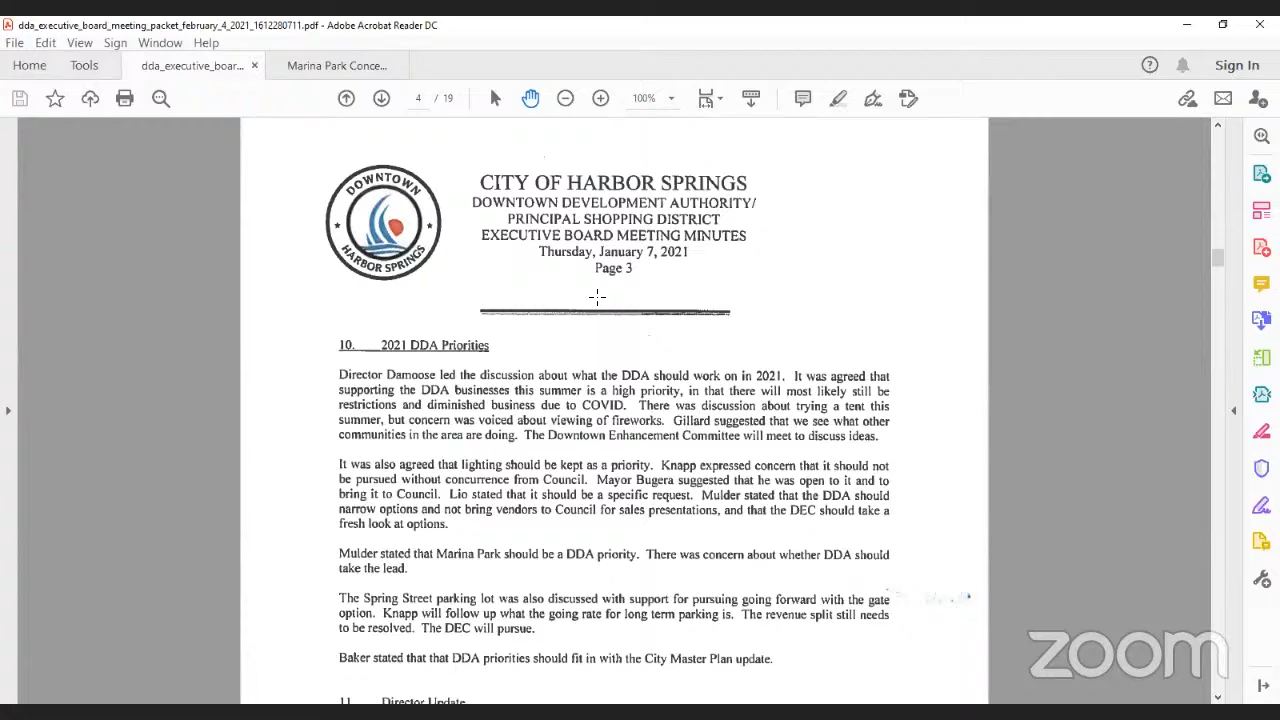 dda_executive_board_meeting_packet_february_4_2021_1612280711.pdf - Adobe Acrobat Reader DC
File Edit View Sign Window Help
Home Tools dda_executive_boar... × Marina Park Conce... Sign In
4 / 19 100%
DOWNTOWN
HARBOR SPRINGS
CITY OF HARBOR SPRINGS
DOWNTOWN DEVELOPMENT AUTHORITY/
PRINCIPAL SHOPPING DISTRICT
EXECUTIVE BOARD MEETING MINUTES
Thursday, January 7, 2021
Page 3
10. 2021 DDA Priorities
Director Damoose led the discussion about what the DDA should work on in 2021. It was agreed that
supporting the DDA businesses this summer is a high priority, in that there will most likely still be
restrictions and diminished business due to COVID. There was discussion about trying a tent this
summer, but concern was voiced about viewing of fireworks. Gillard suggested that we see what other
communities in the area are doing. The Downtown Enhancement Committee will meet to discuss ideas.
It was also agreed that lighting should be kept as a priority. Knapp expressed concern that it should not
be pursued without concurrence from Council. Mayor Bugera suggested that he was open to it and to
bring it to Council. Lio stated that it should be a specific request. Mulder stated that the DDA should
narrow options and not bring vendors to Council for sales presentations, and that the DEC should take a
fresh look at options.
Mulder stated that Marina Park should be a DDA priority. There was concern about whether DDA should
take the lead.
The Spring Street parking lot was also discussed with support for pursuing going forward with the gate
option. Knapp will follow up what the going rate for long term parking is. The revenue split still needs
to be resolved. The DEC will pursue.
Baker stated that that DDA priorities should fit in with the City Master Plan update.
11. Director Update
zoom